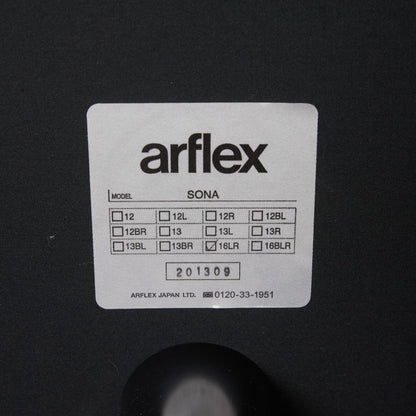 arflex
MODEL SONA
☐12 ☐12L ☐12R ☐12BL
☐12BR ☐13 ☐13L ☐13R
☐13BL ☐13BR ☑16LR ☐16BLR
201309
ARFLEX JAPAN LTD. 0120-33-1951